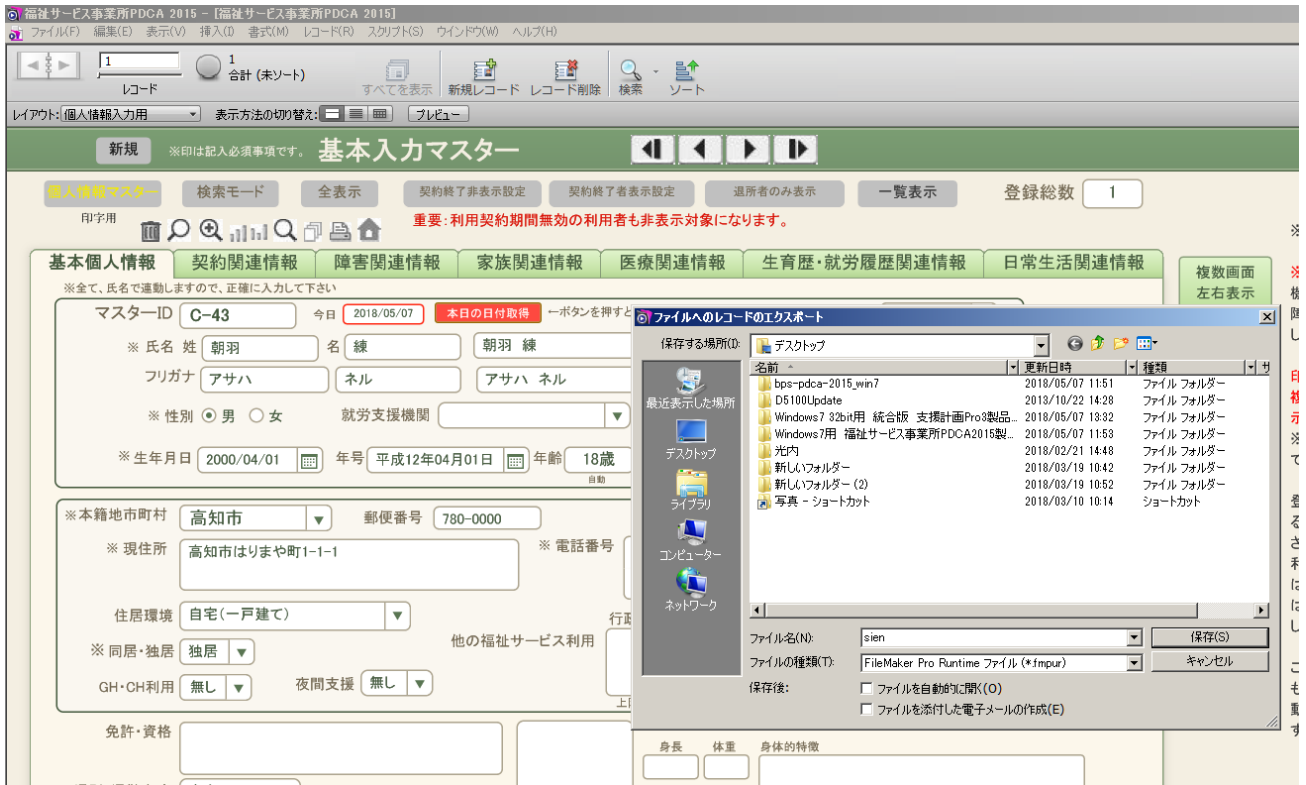 福祉サービス事業所PDCA 2015 - [福祉サービス事業所PDCA 2015]
ファイル(F) 編集(E) 表示(V) 挿入(I) 書式(M) レコード(R) スクリプト(S) ウインドウ(W) ヘルプ(H)
1
1
合計 (未ソート)
レコード
すべてを表示 新規レコード レコード削除 検索 ソート
レイアウト: 個人情報入力用 表示方法の切り替え: プレビュー
新規 ※印は記入必須事項です。 基本入力マスター
個人情報マスター 検索モード 全表示 契約終了非表示設定 契約終了者表示設定 退所者のみ表示 一覧表示 登録総数 1
印字用
重要:利用契約期間無効の利用者も非表示対象になります。
基本個人情報 契約関連情報 障害関連情報 家族関連情報 医療関連情報 生育歴・就労履歴関連情報 日常生活関連情報
複数画面
左右表示
※全て、氏名で連動しますので、正確に入力して下さい
マスターID C-43 今日 2018/05/07 本日の日付取得 ←ボタンを押すと
※ 氏名 姓 朝羽 名 練 朝羽 練
フリガナ アサハ ネル アサハ ネル
※ 性別 男 女 就労支援機関
※生年月日 2000/04/01 年号 平成12年04月01日 年齢 18歳
自動
※本籍地市町村 高知市 郵便番号 780-0000
※ 現住所 高知市はりまや町1-1-1 ※ 電話番号
住居環境 自宅(一戸建て)
行政
※ 同居・独居 独居 他の福祉サービス利用
GH・CH利用 無し 夜間支援 無し
免許・資格
身長 体重 身体的特徴
ファイルへのレコードのエクスポート
保存する場所(I): デスクトップ
名前 更新日時 種類 サ
bps-pdca-2015_win7 2018/05/07 11:51 ファイル フォルダー
D5100Update 2013/10/22 14:28 ファイル フォルダー
Windows7 32bit用 統合版 支援計画Pro3製品... 2018/05/07 13:32 ファイル フォルダー
Windows7用 福祉サービス事業所PDCA2015製... 2018/05/07 11:53 ファイル フォルダー
光内 2018/02/21 14:48 ファイル フォルダー
新しいフォルダー 2018/03/19 10:42 ファイル フォルダー
新しいフォルダー (2) 2018/03/19 10:52 ファイル フォルダー
写真 - ショートカット 2018/03/10 10:14 ショートカット
最近表示した場所
デスクトップ
ライブラリ
コンピューター
ネットワーク
ファイル名(N): sien 保存(S)
ファイルの種類(T): FileMaker Pro Runtime ファイル (*.fmpur) キャンセル
保存後: ファイルを自動的に開く(O)
ファイルを添付した電子メールの作成(E)